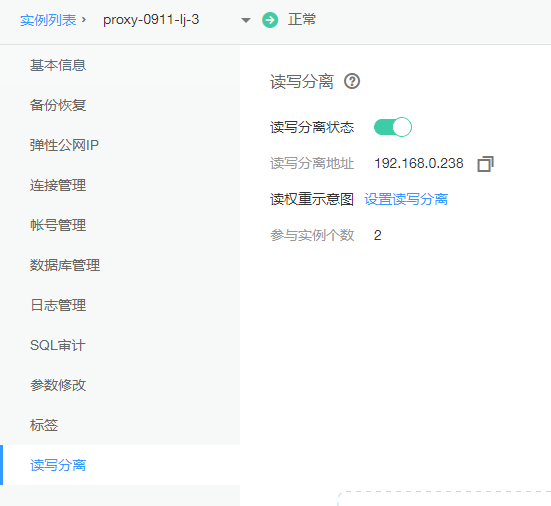 实例列表 › proxy-0911-lj-3 正常
基本信息
备份恢复
弹性公网IP
连接管理
帐号管理
数据库管理
日志管理
SQL审计
参数修改
标签
读写分离
读写分离 ?
读写分离状态
读写分离地址 192.168.0.238
读权重示意图 设置读写分离
参与实例个数 2